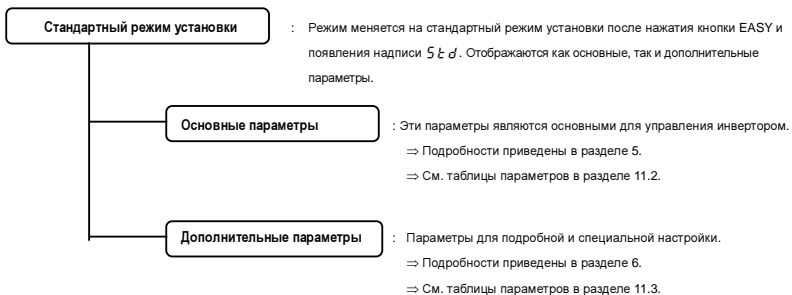 Стандартный режим установки : Режим меняется на стандартный режим установки после нажатия кнопки EASY и
появления надписи Std. Отображаются как основные, так и дополнительные
параметры.
Основные параметры : Эти параметры являются основными для управления инвертором.
⇒ Подробности приведены в разделе 5.
⇒ См. таблицы параметров в разделе 11.2.
Дополнительные параметры : Параметры для подробной и специальной настройки.
⇒ Подробности приведены в разделе 6.
⇒ См. таблицы параметров в разделе 11.3.